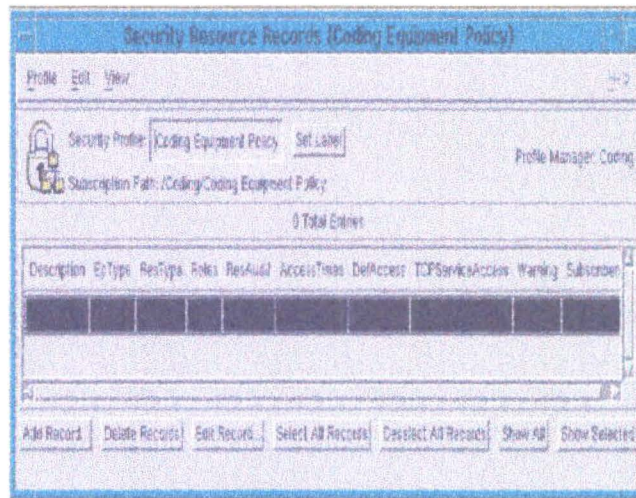 Security Resource Records (Coding Equipment Policy)
Profile Edit View
Security Profile: Coding Equipment Policy Set Label
Profile Manager: Coding
Subscription Path: /Coding/Coding Equipment Policy
0 Total Entries
Description EpType ResType Roles ResAudit AccessTimes DefAccess TCPServiceAccess Warning Subscriber
Add Record... Delete Records Edit Record... Select All Records Deselect All Records Show All Show Selected